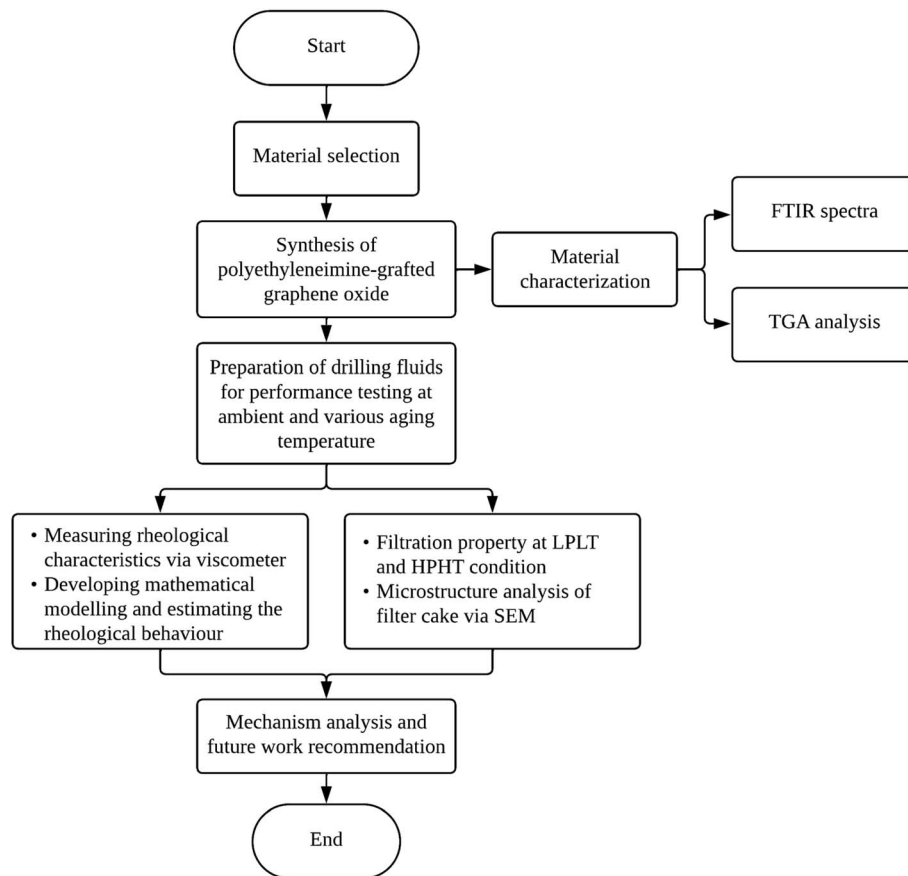 Start
Material selection
Synthesis of
polyethyleneimine-grafted
graphene oxide
Material
characterization
FTIR spectra
TGA analysis
Preparation of drilling fluids
for performance testing at
ambient and various aging
temperature
• Measuring rheological
characteristics via viscometer
• Developing mathematical
modelling and estimating the
rheological behaviour
• Filtration property at LPLT
and HPHT condition
• Microstructure analysis of
filter cake via SEM
Mechanism analysis and
future work recommendation
End